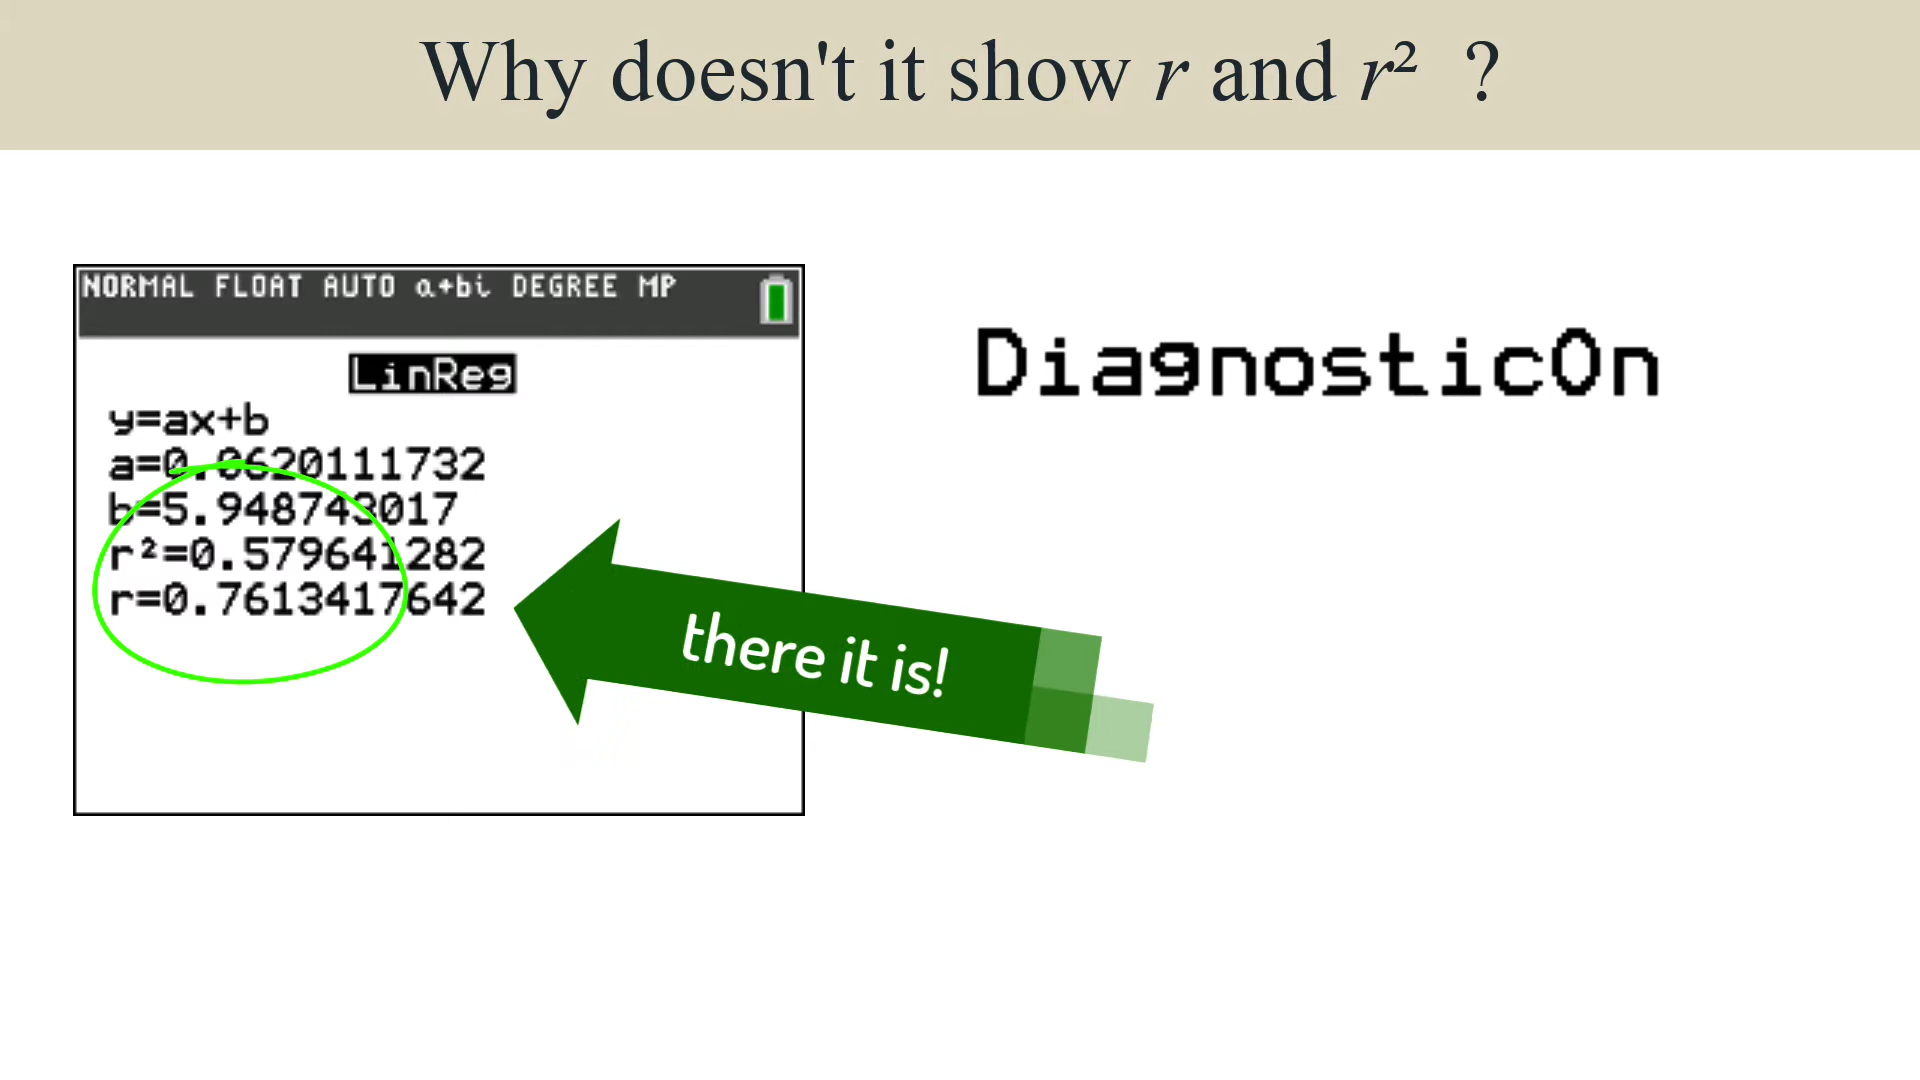 Why doesn't it show r and r² ?
NORMAL FLOAT AUTO a+bi DEGREE MP
LinReg
y=ax+b
a=0.0620111732
b=5.948743017
r²=0.579641282
r=0.7613417642
DiagnosticOn
there it is!